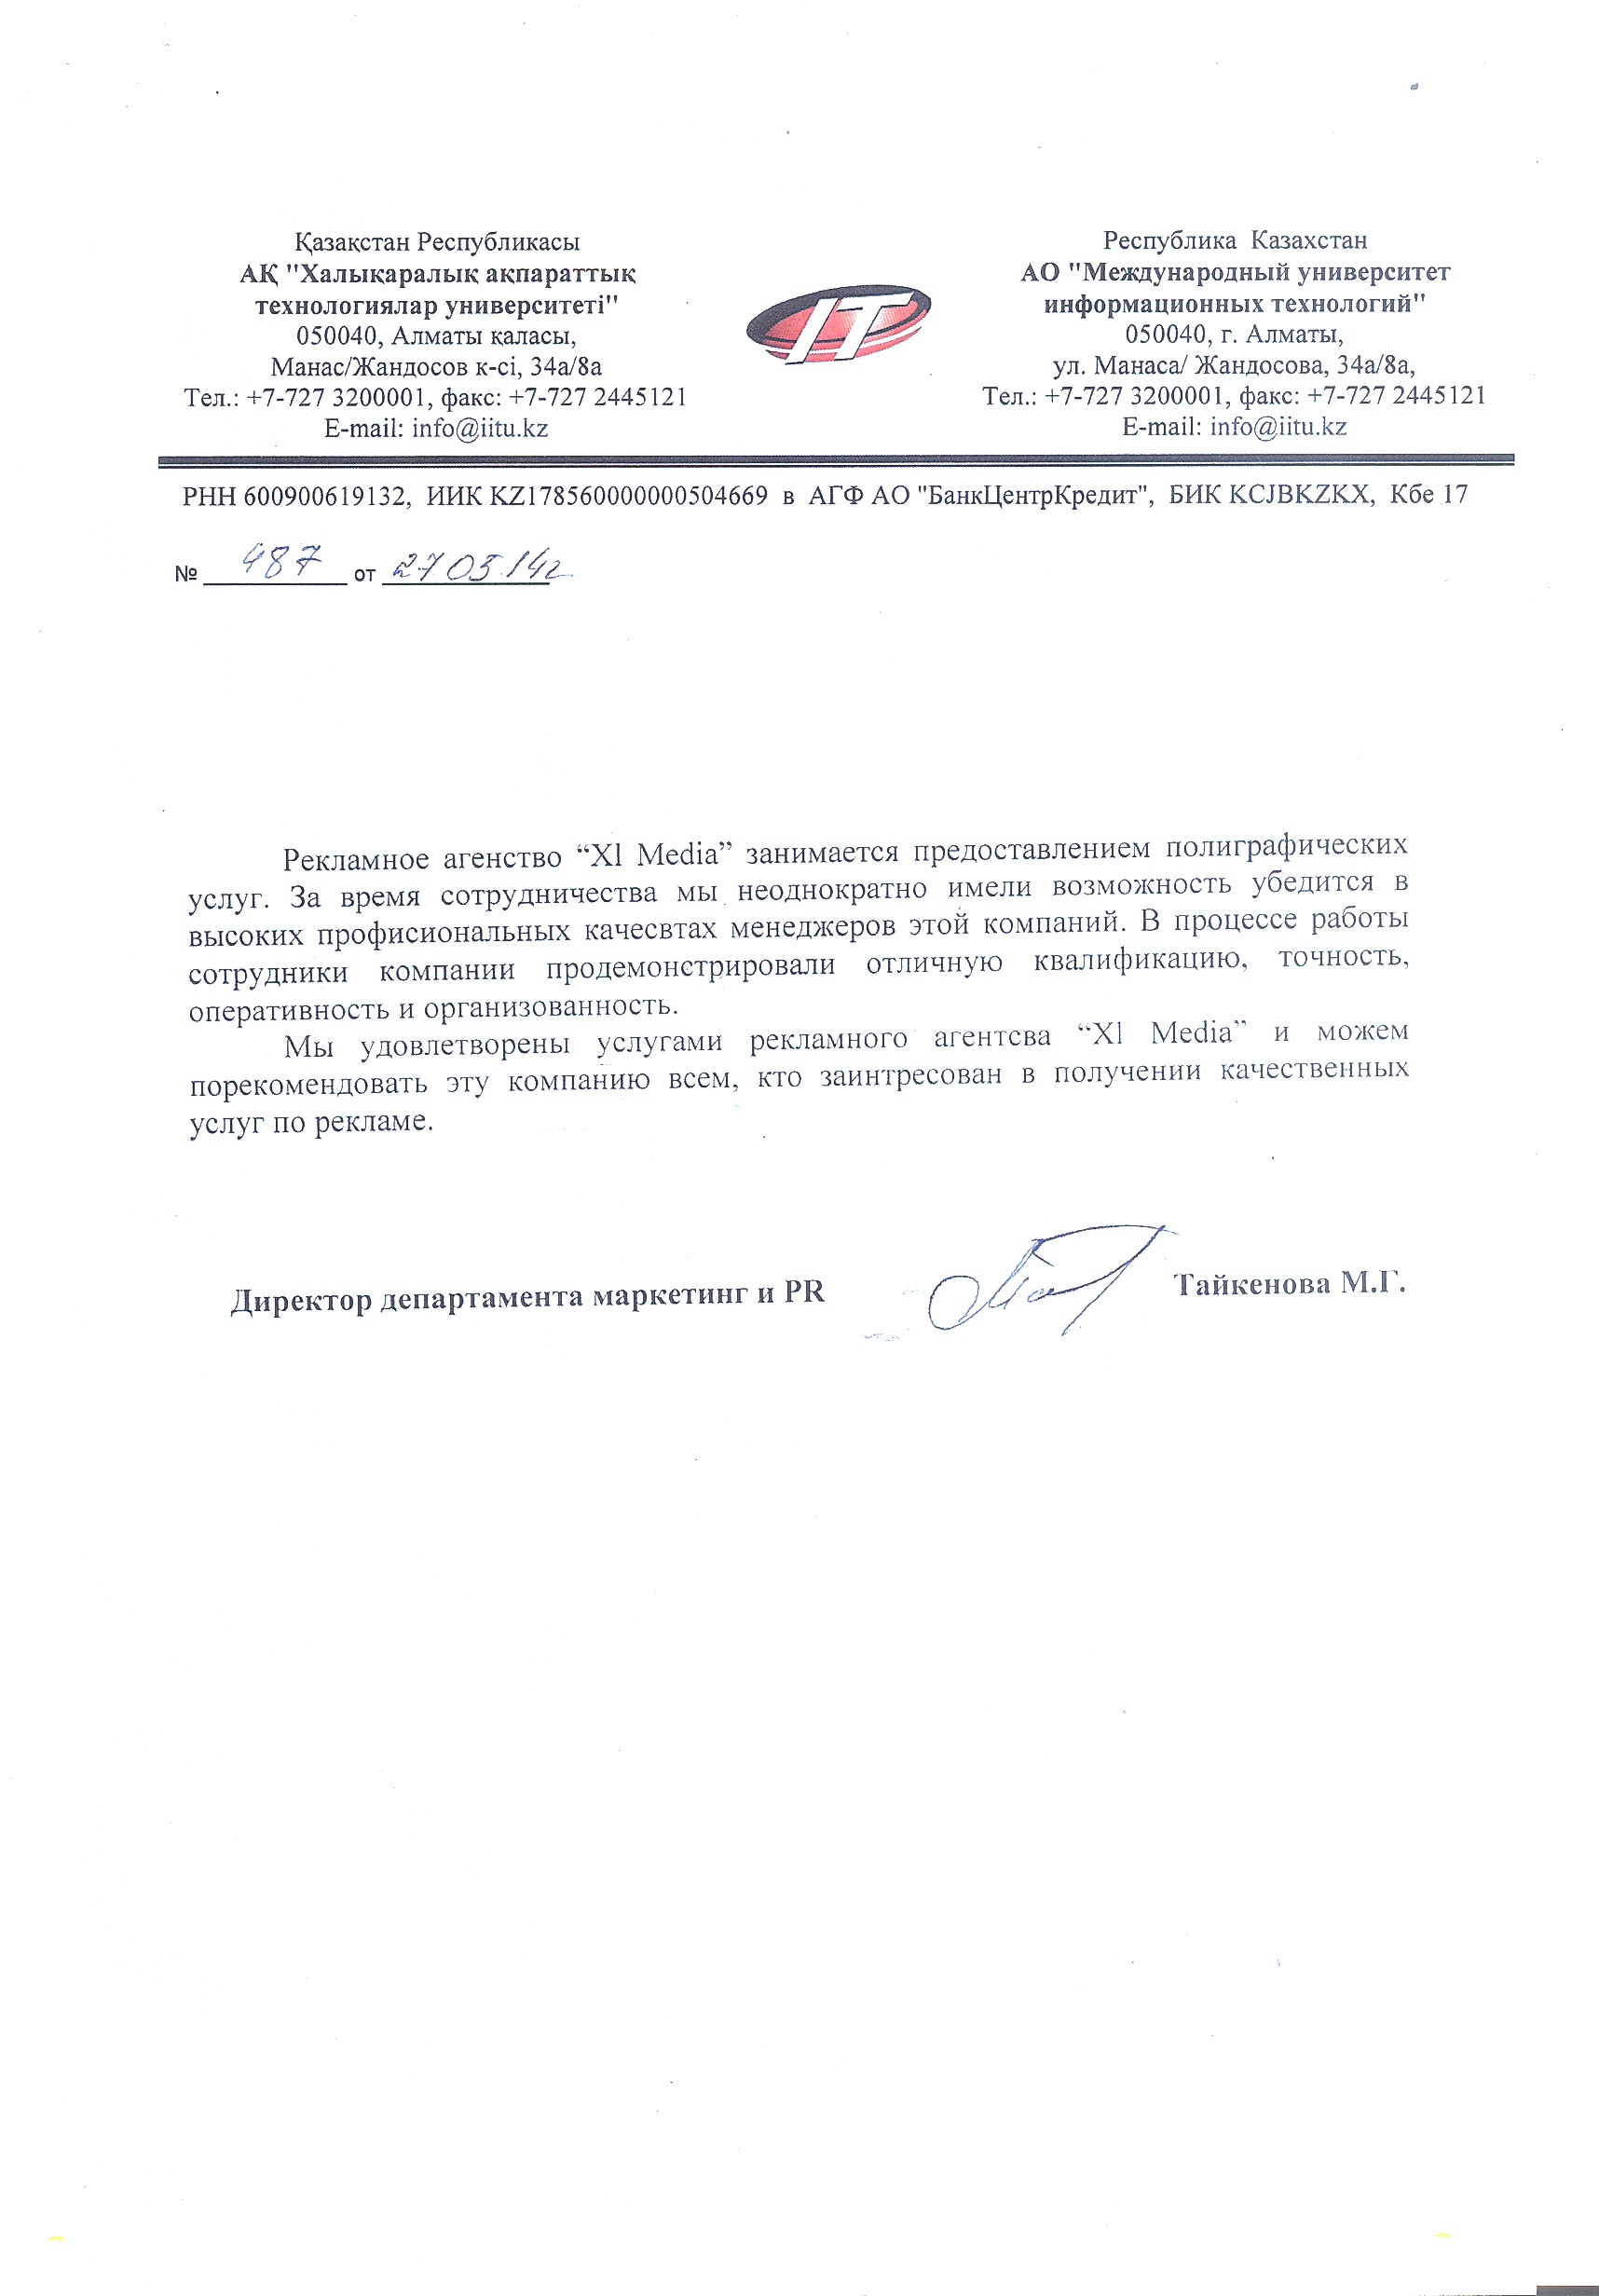 Қазақстан Республикасы
АҚ "Халықаралық ақпараттық
технологиялар университеті"
050040, Алматы қаласы,
Манас/Жандосов к-сі, 34а/8а
Тел.: +7-727 3200001, факс: +7-727 2445121
E-mail: info@iitu.kz
IT
Республика Казахстан
АО "Международный университет
информационных технологий"
050040, г. Алматы,
ул. Манаса/ Жандосова, 34а/8а,
Тел.: +7-727 3200001, факс: +7-727 2445121
E-mail: info@iitu.kz
РНН 600900619132, ИИК KZ178560000000504669 в АГФ АО "БанкЦентрКредит", БИК KCJBKZKX, Кбе 17
№ 487 от 27 05.14г.
Рекламное агенство “Xl Media” занимается предоставлением полиграфических
услуг. За время сотрудничества мы неоднократно имели возможность убедится в
высоких профисиональных качесвтах менеджеров этой компаний. В процессе работы
сотрудники компании продемонстрировали отличную квалификацию, точность,
оперативность и организованность.
Мы удовлетворены услугами рекламного агентсва “Xl Media” и можем
порекомендовать эту компанию всем, кто заинтресован в получении качественных
услуг по рекламе.
Директор департамента маркетинг и PR Тайкенова М.Г.